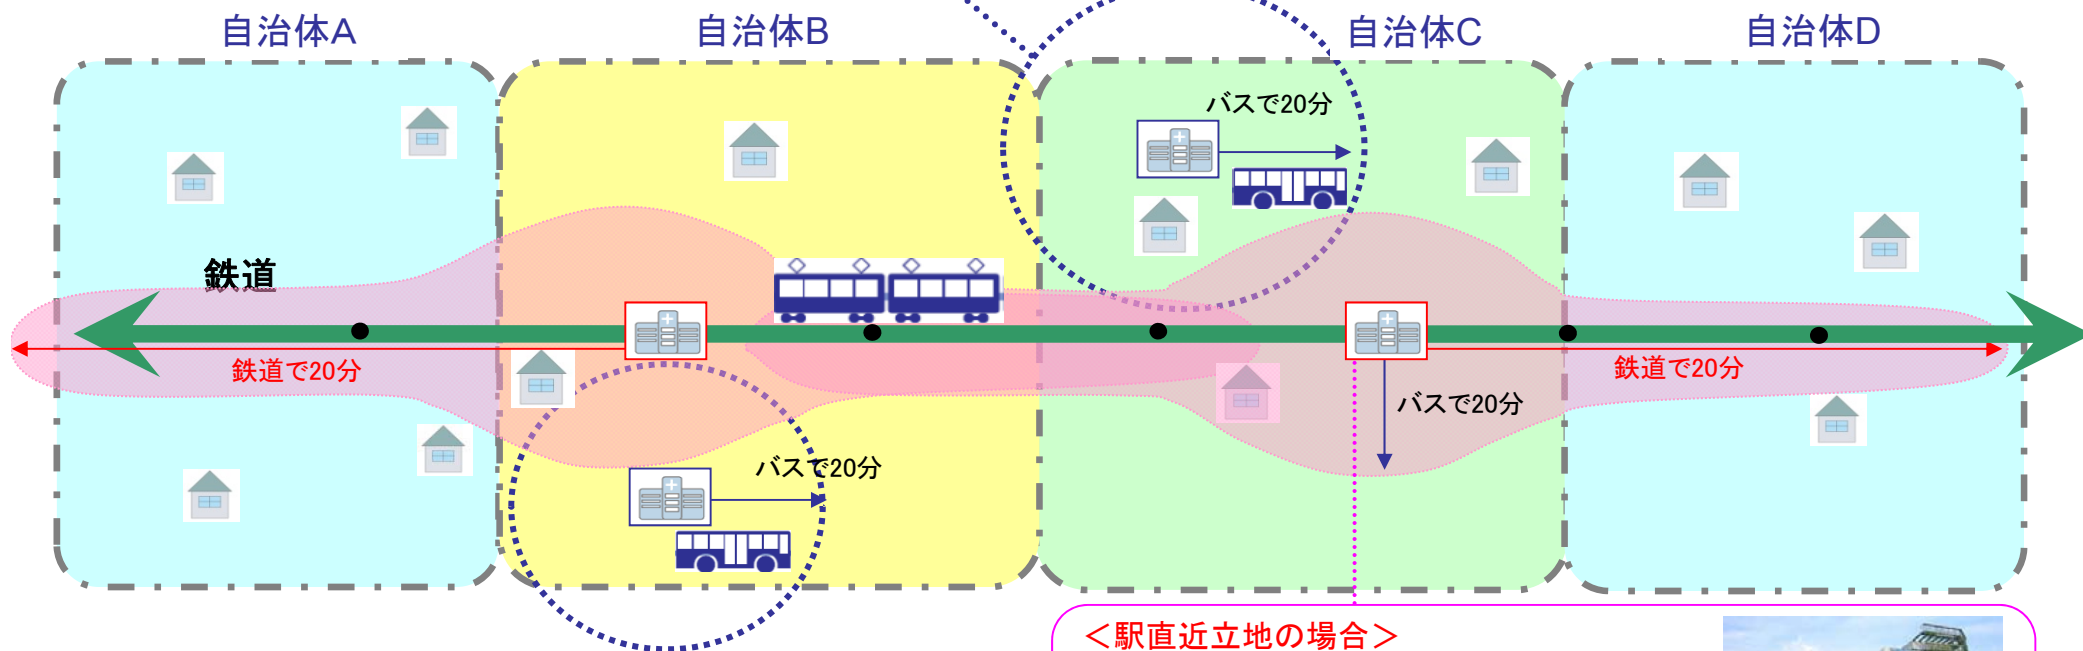 自治体A
自治体B
自治体C
自治体D
バスで20分
鉄道
鉄道で20分
鉄道で20分
バスで20分
バスで20分
＜駅直近立地の場合＞